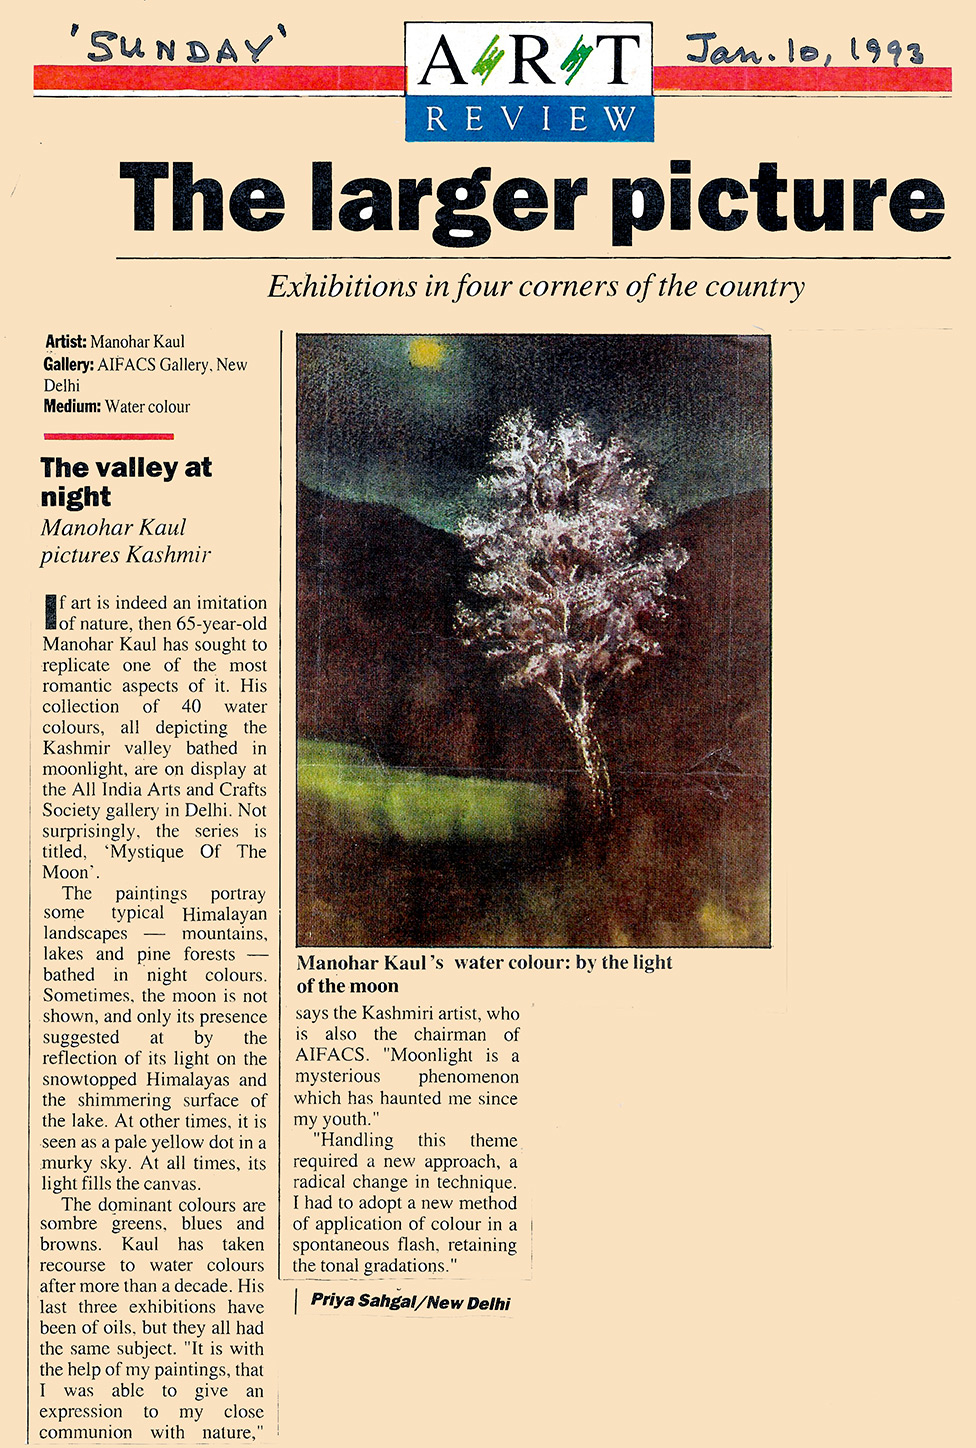 'SUNDAY'
ART
Jan. 10, 1993
REVIEW
The larger picture
Exhibitions in four corners of the country
Artist: Manohar Kaul
Gallery: AIFACS Gallery, New
Delhi
Medium: Water colour
The valley at
night
Manohar Kaul
pictures Kashmir
If art is indeed an imitation
of nature, then 65-year-old
Manohar Kaul has sought to
replicate one of the most
romantic aspects of it. His
collection of 40 water
colours, all depicting the
Kashmir valley bathed in
moonlight, are on display at
the All India Arts and Crafts
Society gallery in Delhi. Not
surprisingly, the series is
titled, 'Mystique Of The
Moon'.
The paintings portray
some typical Himalayan
landscapes — mountains,
lakes and pine forests —
bathed in night colours.
Sometimes, the moon is not
shown, and only its presence
suggested at by the
reflection of its light on the
snowtopped Himalayas and
the shimmering surface of
the lake. At other times, it is
seen as a pale yellow dot in a
murky sky. At all times, its
light fills the canvas.
The dominant colours are
sombre greens, blues and
browns. Kaul has taken
recourse to water colours
after more than a decade. His
last three exhibitions have
been of oils, but they all had
the same subject. "It is with
the help of my paintings, that
I was able to give an
expression to my close
communion with nature,"
Manohar Kaul's water colour: by the light
of the moon
says the Kashmiri artist, who
is also the chairman of
AIFACS. "Moonlight is a
mysterious phenomenon
which has haunted me since
my youth."
"Handling this theme
required a new approach, a
radical change in technique.
I had to adopt a new method
of application of colour in a
spontaneous flash, retaining
the tonal gradations."
Priya Sahgal/New Delhi